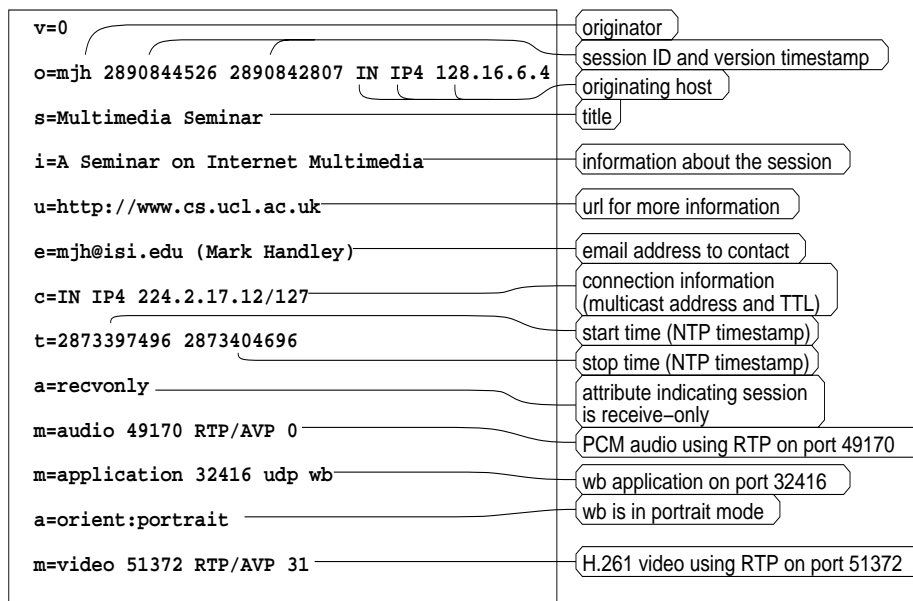 v=0
originator
session ID and version timestamp
o=mjh 2890844526 2890842807 IN IP4 128.16.6.4
originating host
s=Multimedia Seminar
title
i=A Seminar on Internet Multimedia
information about the session
u=http://www.cs.ucl.ac.uk
url for more information
e=mjh@isi.edu (Mark Handley)
email address to contact
c=IN IP4 224.2.17.12/127
connection information
(multicast address and TTL)
t=2873397496 2873404696
start time (NTP timestamp)
stop time (NTP timestamp)
a=recvonly
attribute indicating session
is receive−only
m=audio 49170 RTP/AVP 0
PCM audio using RTP on port 49170
m=application 32416 udp wb
wb application on port 32416
a=orient:portrait
wb is in portrait mode
m=video 51372 RTP/AVP 31
H.261 video using RTP on port 51372